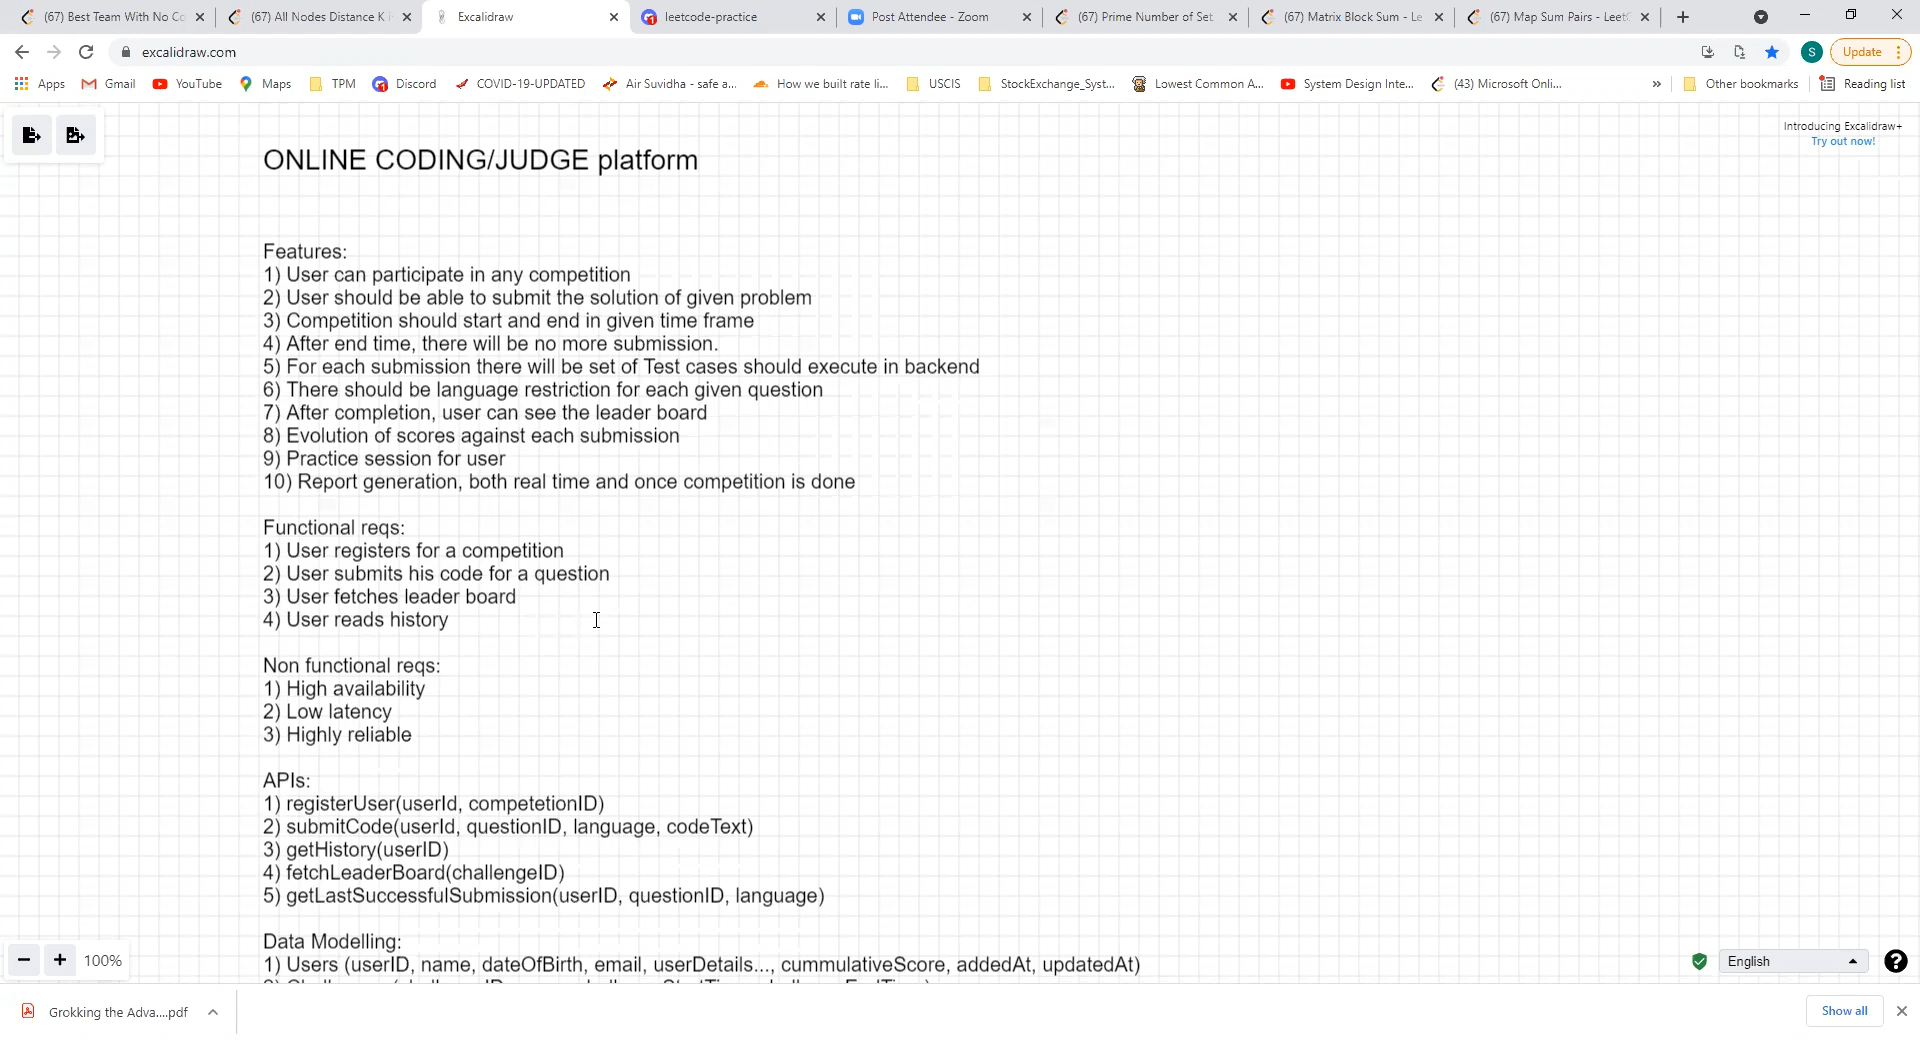 (67) Best Team With No Co
(67) All Nodes Distance K i
Excalidraw
leetcode-practice
Post Attendee - Zoom
(67) Prime Number of Set
(67) Matrix Block Sum - Le
(67) Map Sum Pairs - LeetC
excalidraw.com
S
Update
Apps
Gmail
YouTube
Maps
TPM
Discord
COVID-19-UPDATED
Air Suvidha - safe a...
How we built rate li...
USCIS
StockExchange_Syst...
Lowest Common A...
System Design Inte...
(43) Microsoft Onli...
»
Other bookmarks
Reading list
Introducing Excalidraw+
Try out now!
ONLINE CODING/JUDGE platform
Features:
1) User can participate in any competition
2) User should be able to submit the solution of given problem
3) Competition should start and end in given time frame
4) After end time, there will be no more submission.
5) For each submission there will be set of Test cases should execute in backend
6) There should be language restriction for each given question
7) After completion, user can see the leader board
8) Evolution of scores against each submission
9) Practice session for user
10) Report generation, both real time and once competition is done
Functional reqs:
1) User registers for a competition
2) User submits his code for a question
3) User fetches leader board
4) User reads history
Non functional reqs:
1) High availability
2) Low latency
3) Highly reliable
APIs:
1) registerUser(userId, competetionID)
2) submitCode(userId, questionID, language, codeText)
3) getHistory(userID)
4) fetchLeaderBoard(challengeID)
5) getLastSuccessfulSubmission(userID, questionID, language)
Data Modelling:
1) Users (userID, name, dateOfBirth, email, userDetails..., cummulativeScore, addedAt, updatedAt)
100%
English
Grokking the Adva....pdf
Show all